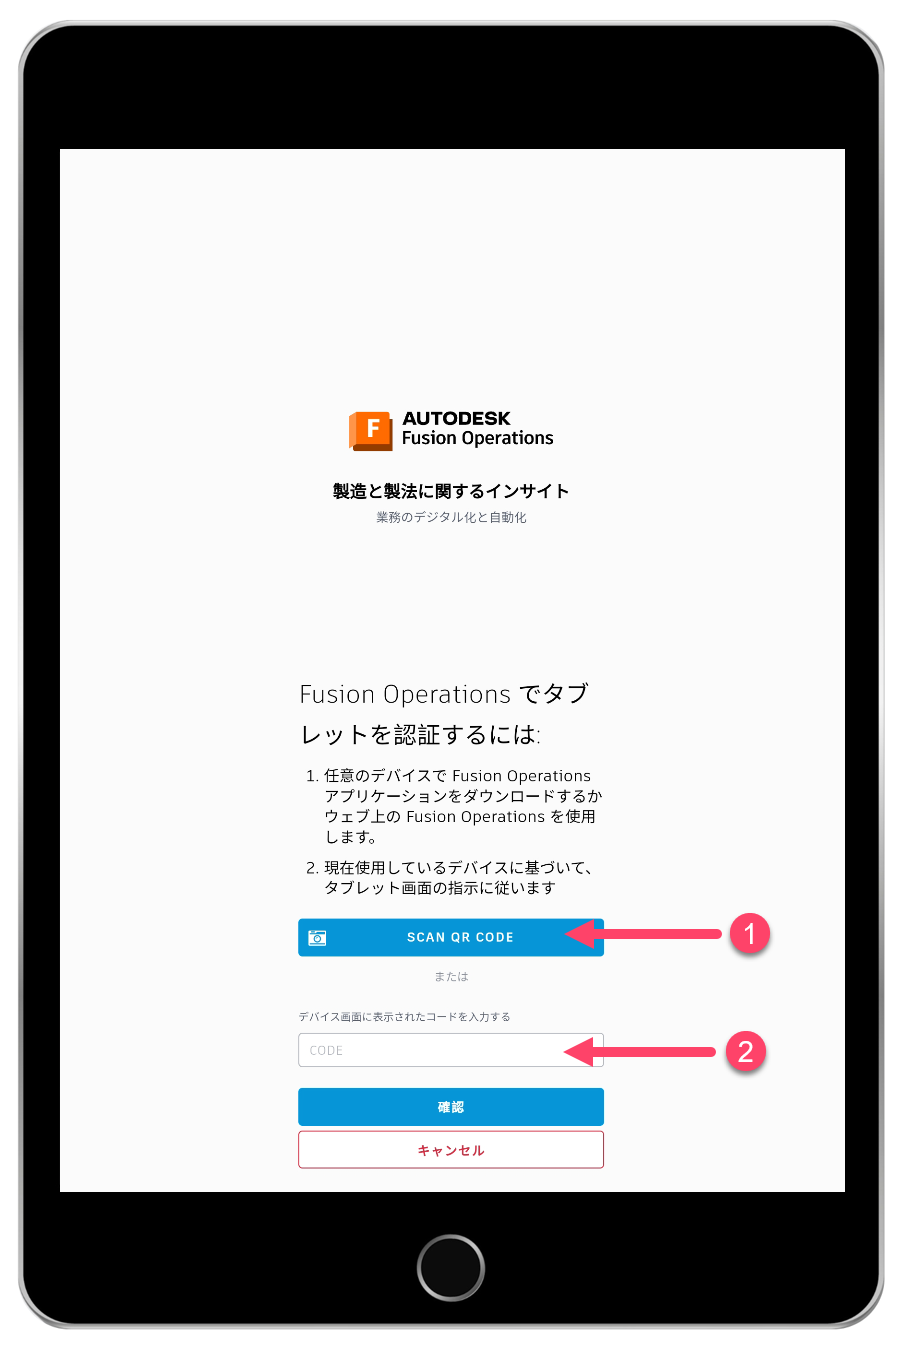 F
AUTODESK
Fusion Operations
製造と製法に関するインサイト
業務のデジタル化と自動化
Fusion Operations でタブ
レットを認証するには:
1. 任意のデバイスで Fusion Operations
アプリケーションをダウンロードするか
ウェブ上の Fusion Operations を使用
します。
2. 現在使用しているデバイスに基づいて、
タブレット画面の指示に従います
SCAN QR CODE
1
または
デバイス画面に表示されたコードを入力する
CODE
2
確認
キャンセル